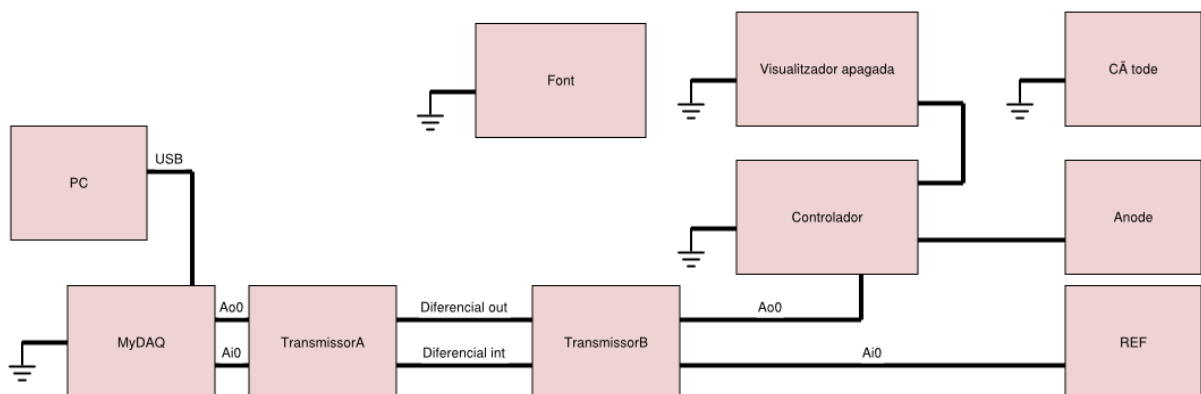 Font
Visualitzador apagada
CÃ tode
PC
USB
Controlador
Anode
MyDAQ
Ao0
Ai0
TransmissorA
Diferencial out
Diferencial int
TransmissorB
Ao0
Ai0
REF